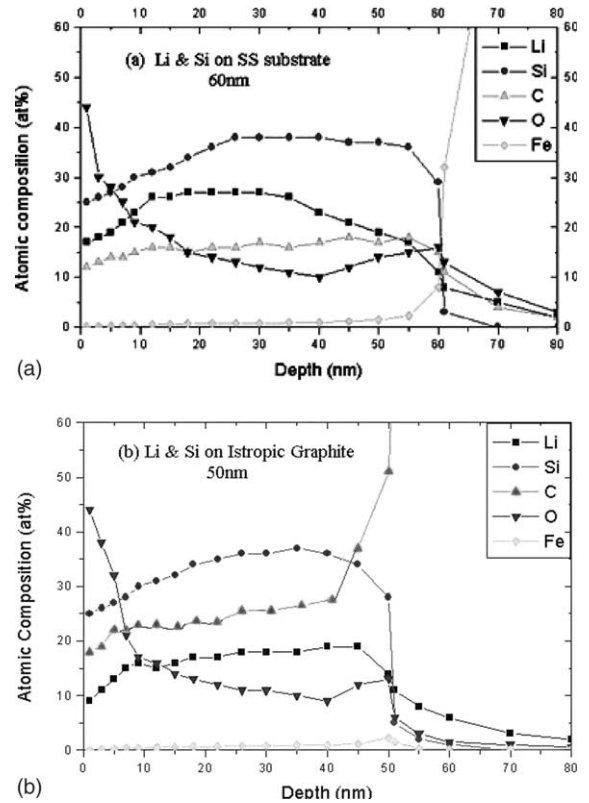 0 10 20 30 40 50 60 70 80
(a)
60 60
50 50
40 40
30 30
20 20
10 10
0 0
Atomic composition (at%)
(a) Li & Si on SS substrate
60nm
Li
Si
C
O
Fe
0 10 20 30 40 50 60 70 80
Depth (nm)
(a)
60
50
40
30
20
10
0
Atomic Composition (at%)
(b) Li & Si on Istropic Graphite
50nm
Li
Si
C
O
Fe
0 10 20 30 40 50 60 70 80
Depth (nm)
(b)